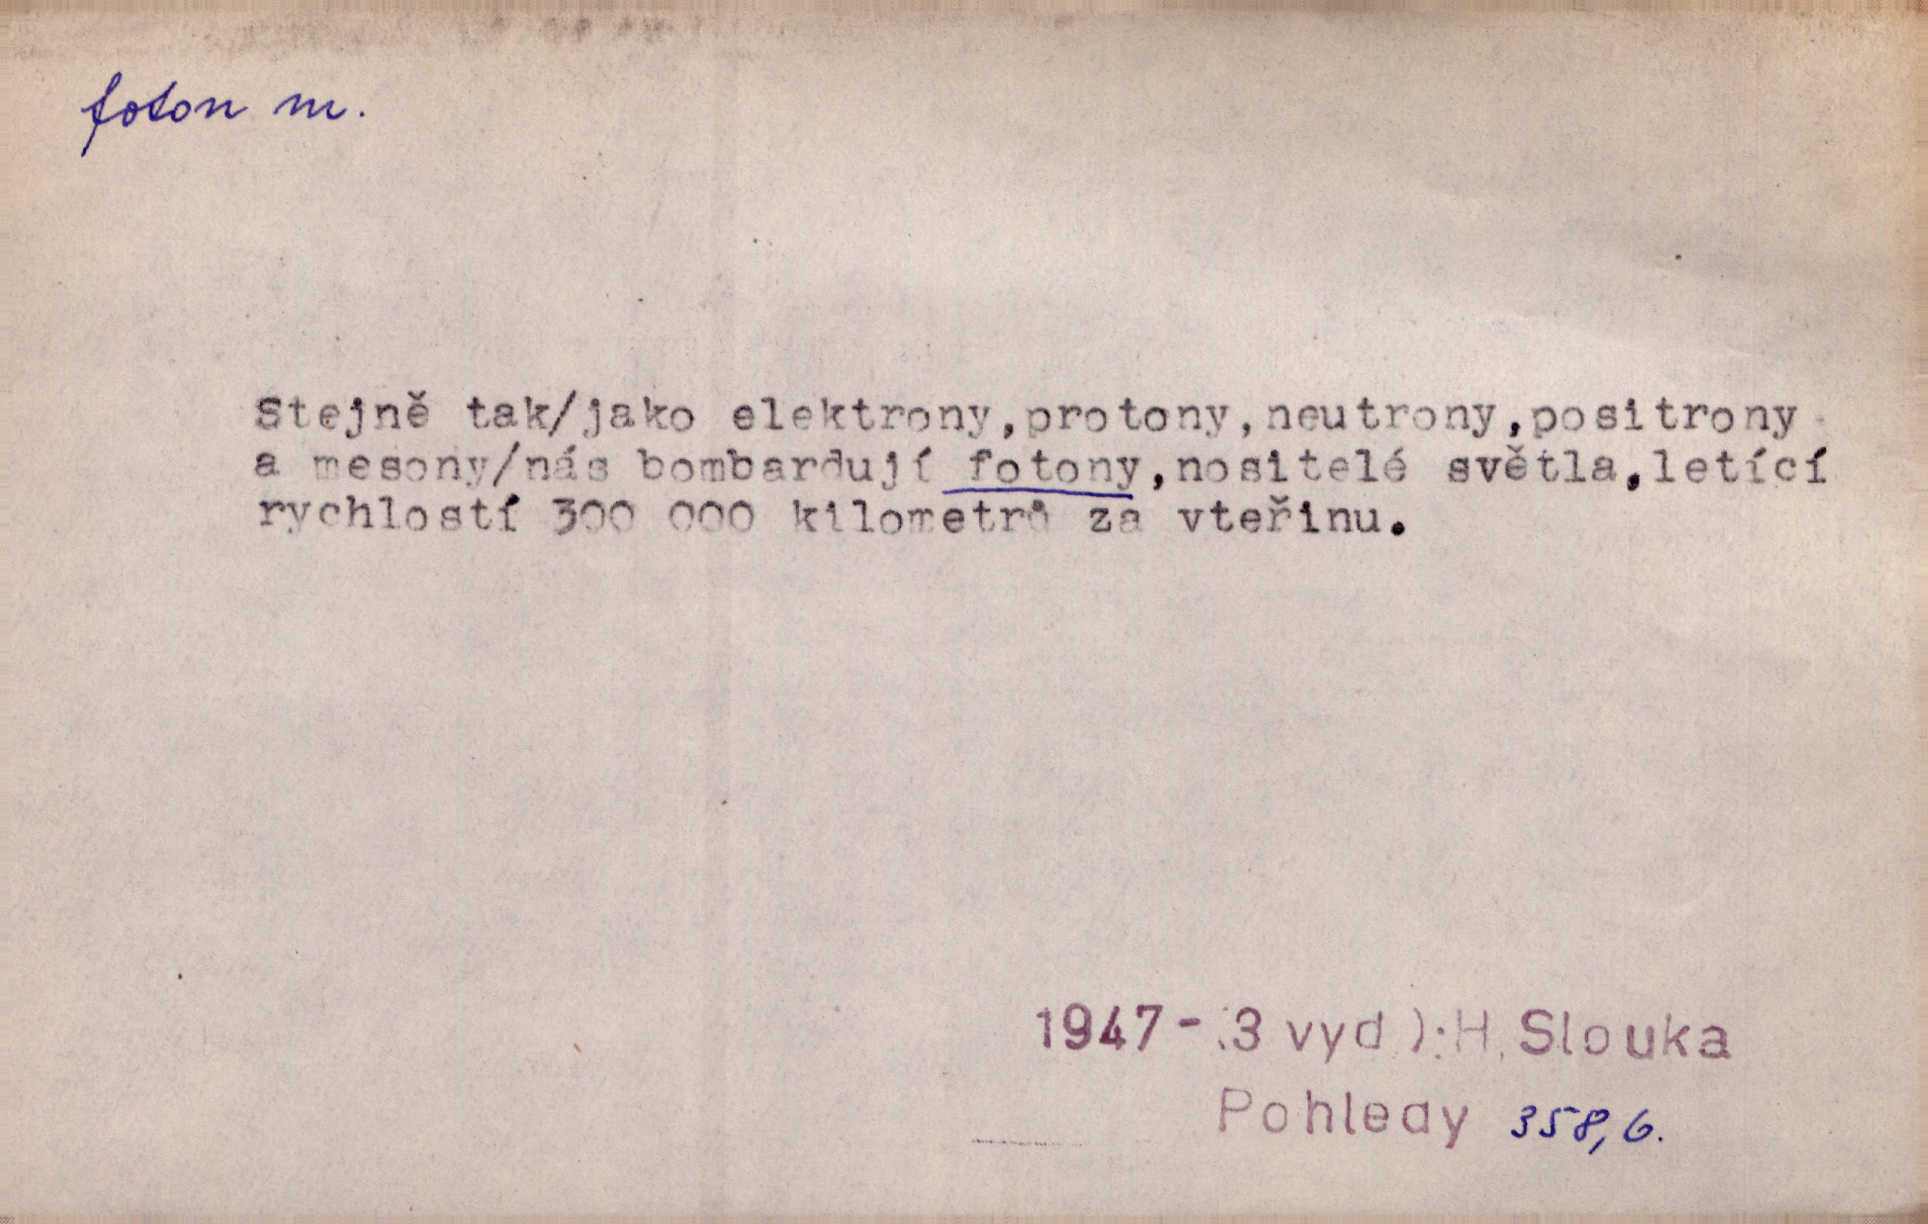 foton m.
Stejně tak/jako elektrony,protony,neutrony,positrony
a mesony/nás bombardují fotony,nositelé světla,letící
rychlostí 300 000 kilometrů za vteřinu.
1947-(3 vyd.):H. Slouka
Pohledy 358,6.